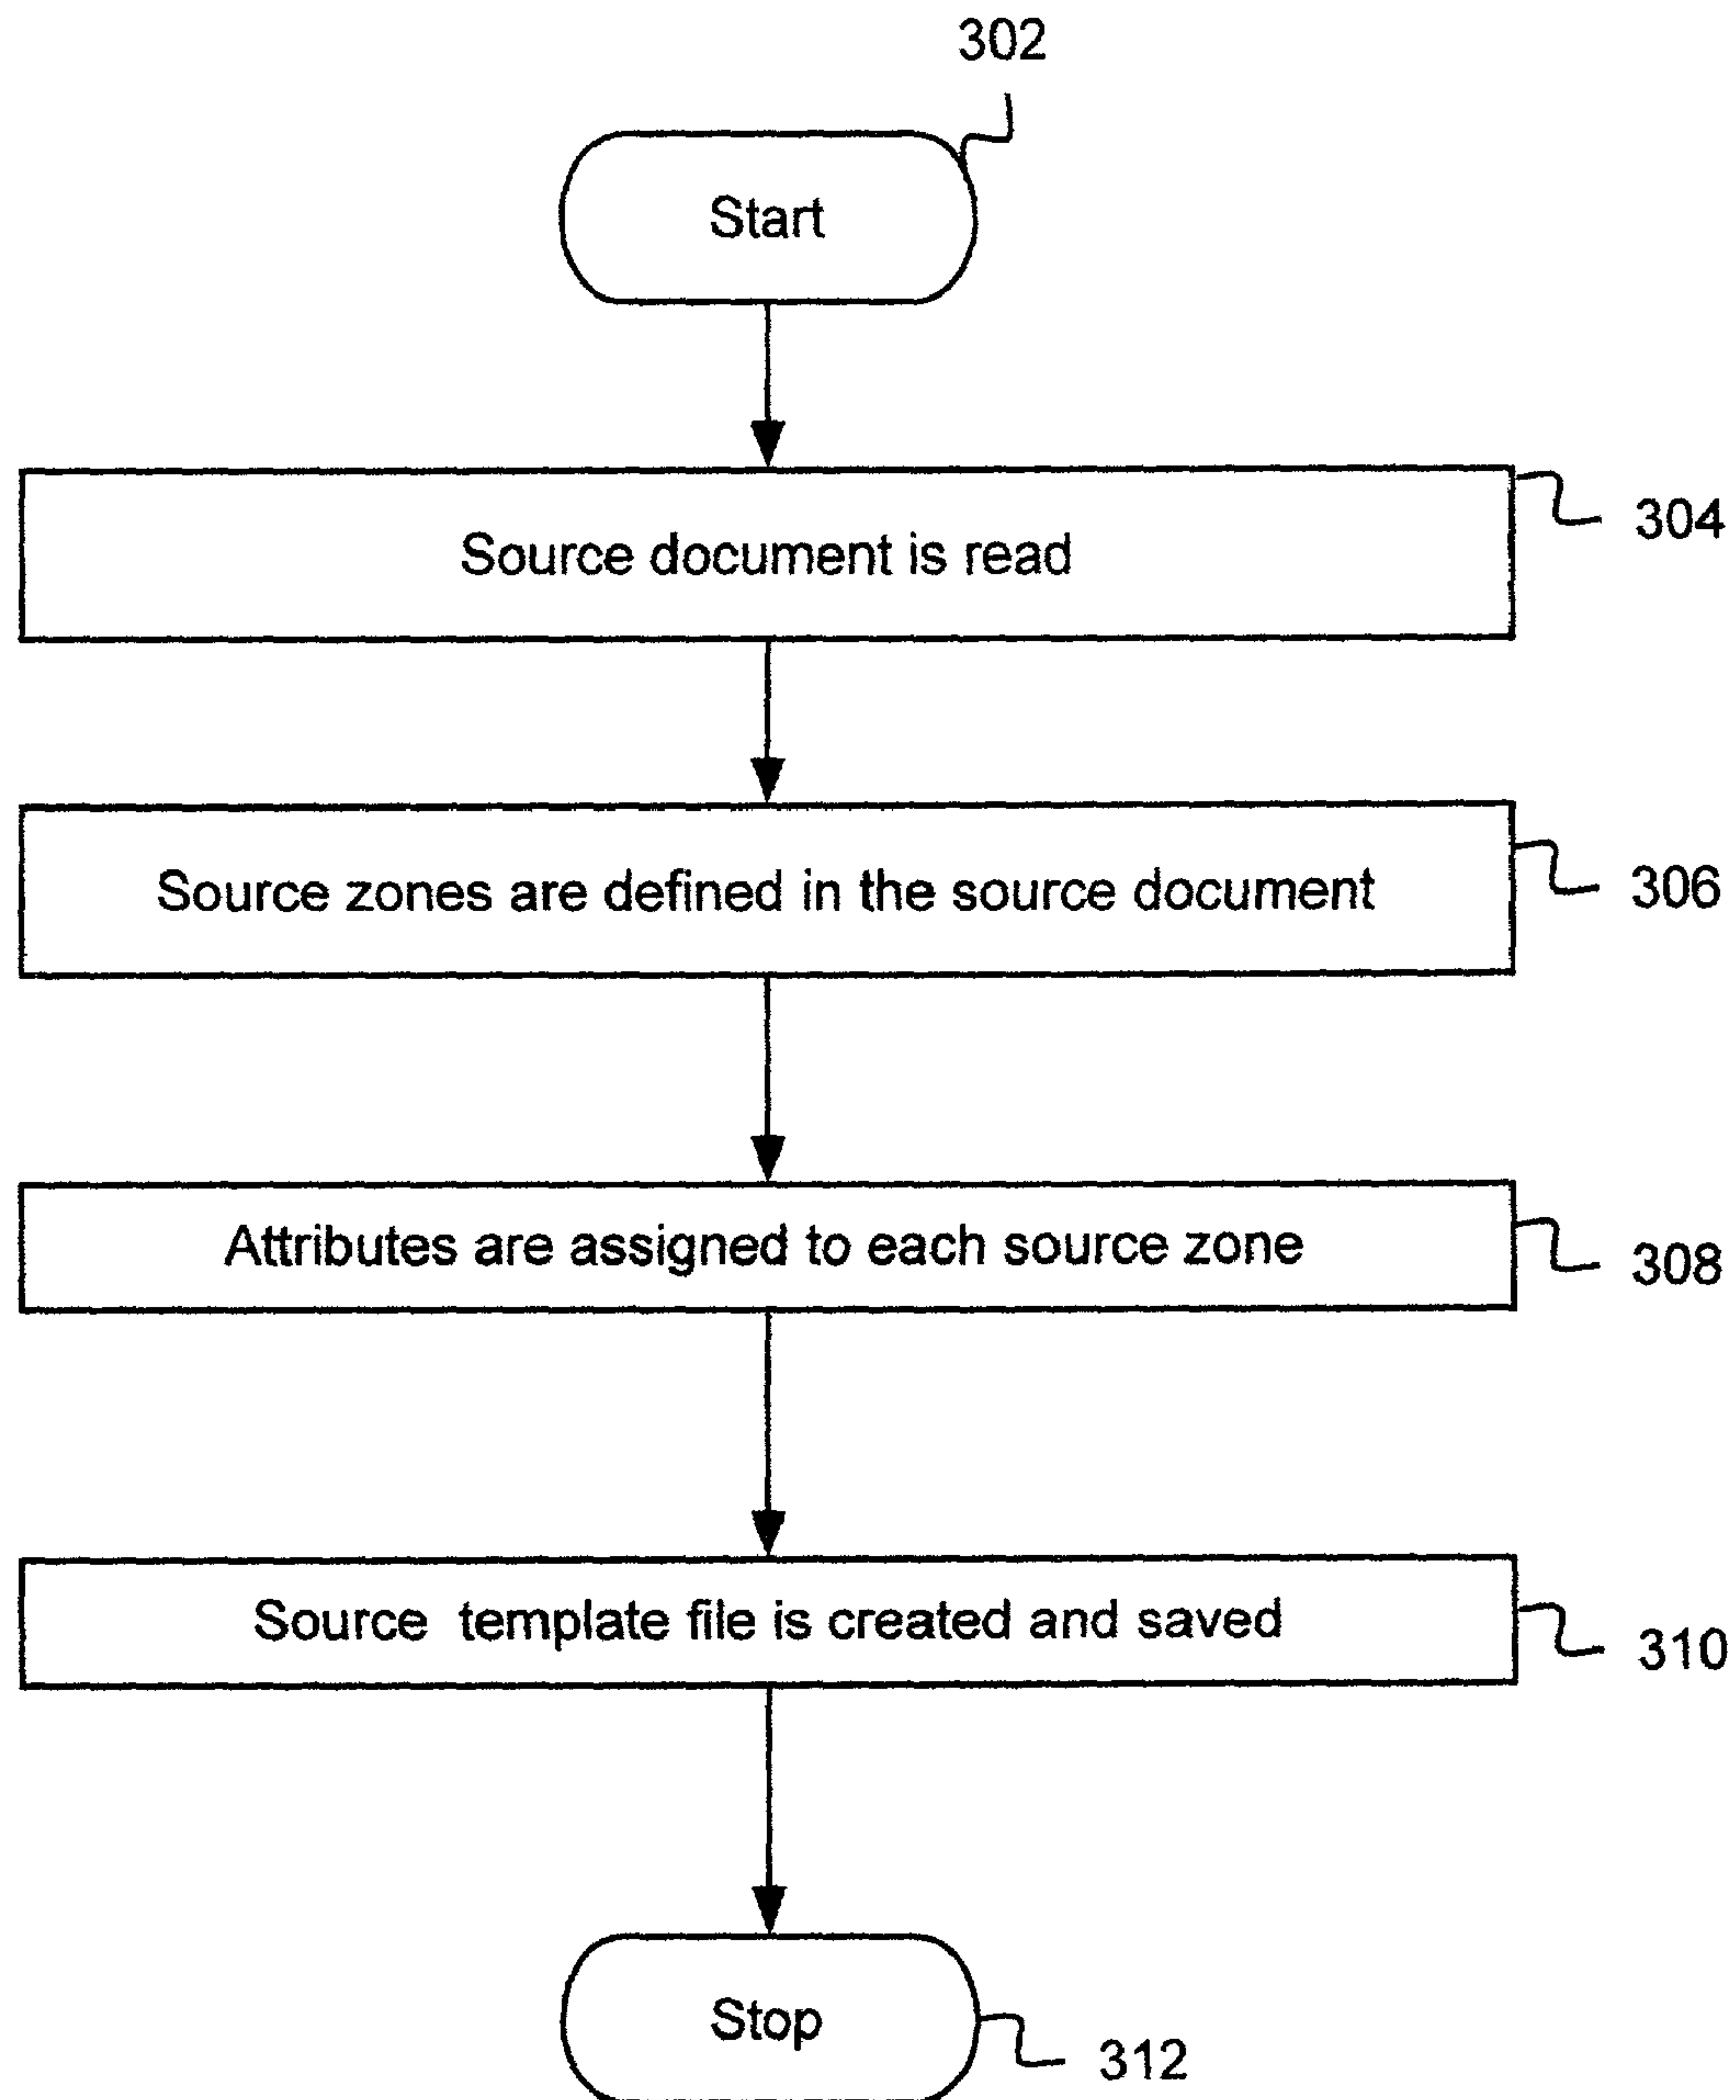 302
Start
304
Source document is read
306
Source zones are defined in the source document
308
Attributes are assigned to each source zone
310
Source template file is created and saved
Stop
312